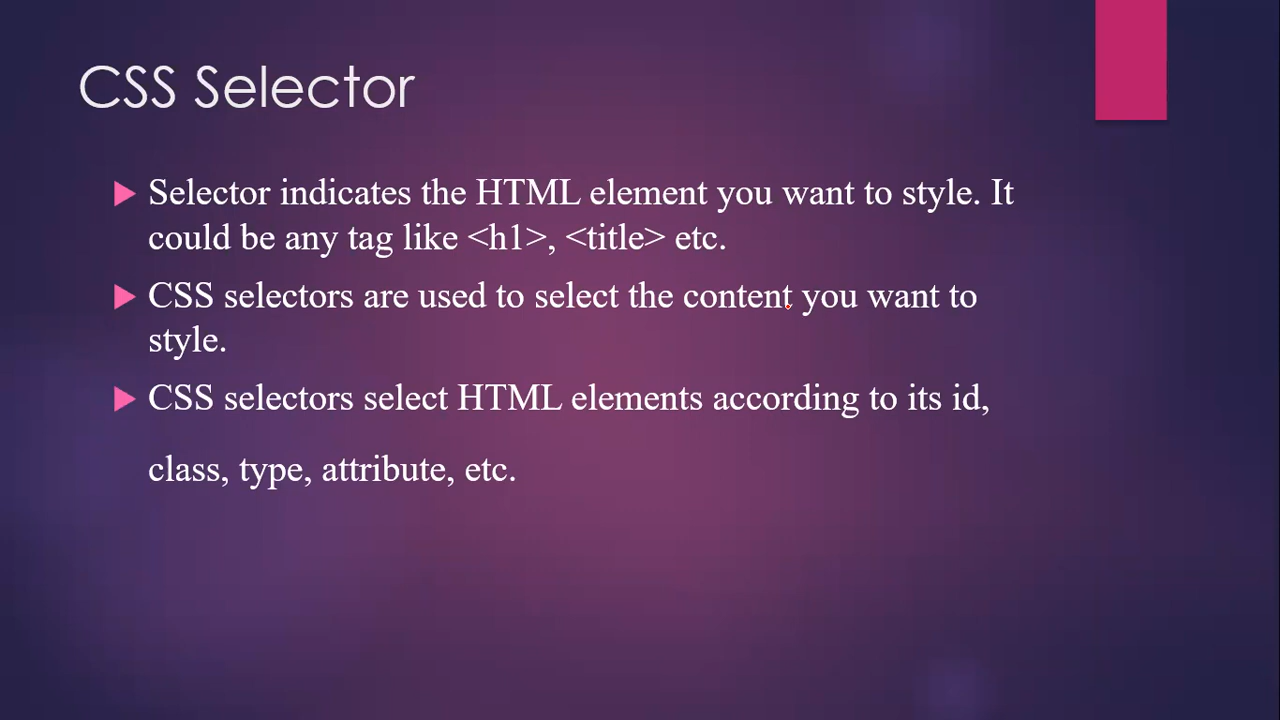 CSS Selector
Selector indicates the HTML element you want to style. It
could be any tag like <h1>, <title> etc.
CSS selectors are used to select the content you want to
style.
CSS selectors select HTML elements according to its id,
class, type, attribute, etc.